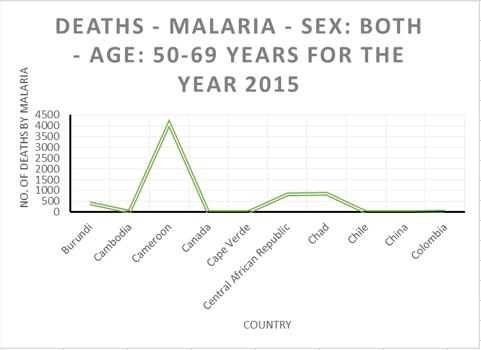 DEATHS - MALARIA - SEX: BOTH
- AGE: 50-69 YEARS FOR THE
YEAR 2015
NO. OF DEATHS BY MALARIA
4500
4000
3500
3000
2500
2000
1500
1000
500
0
Burundi
Cambodia
Cameroon
Canada
Cape Verde
Central African Republic
Chad
Chile
China
Colombia
COUNTRY